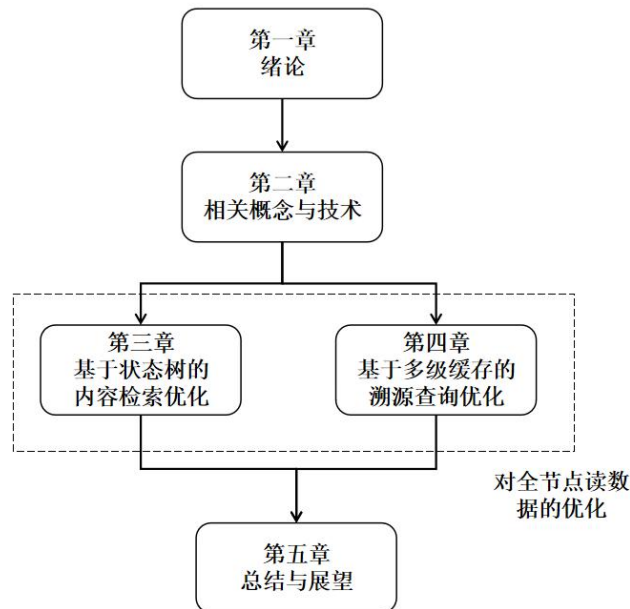 第一章
绪论
第二章
相关概念与技术
第三章
基于状态树的
内容检索优化
第四章
基于多级缓存的
溯源查询优化
对全节点读数
据的优化
第五章
总结与展望